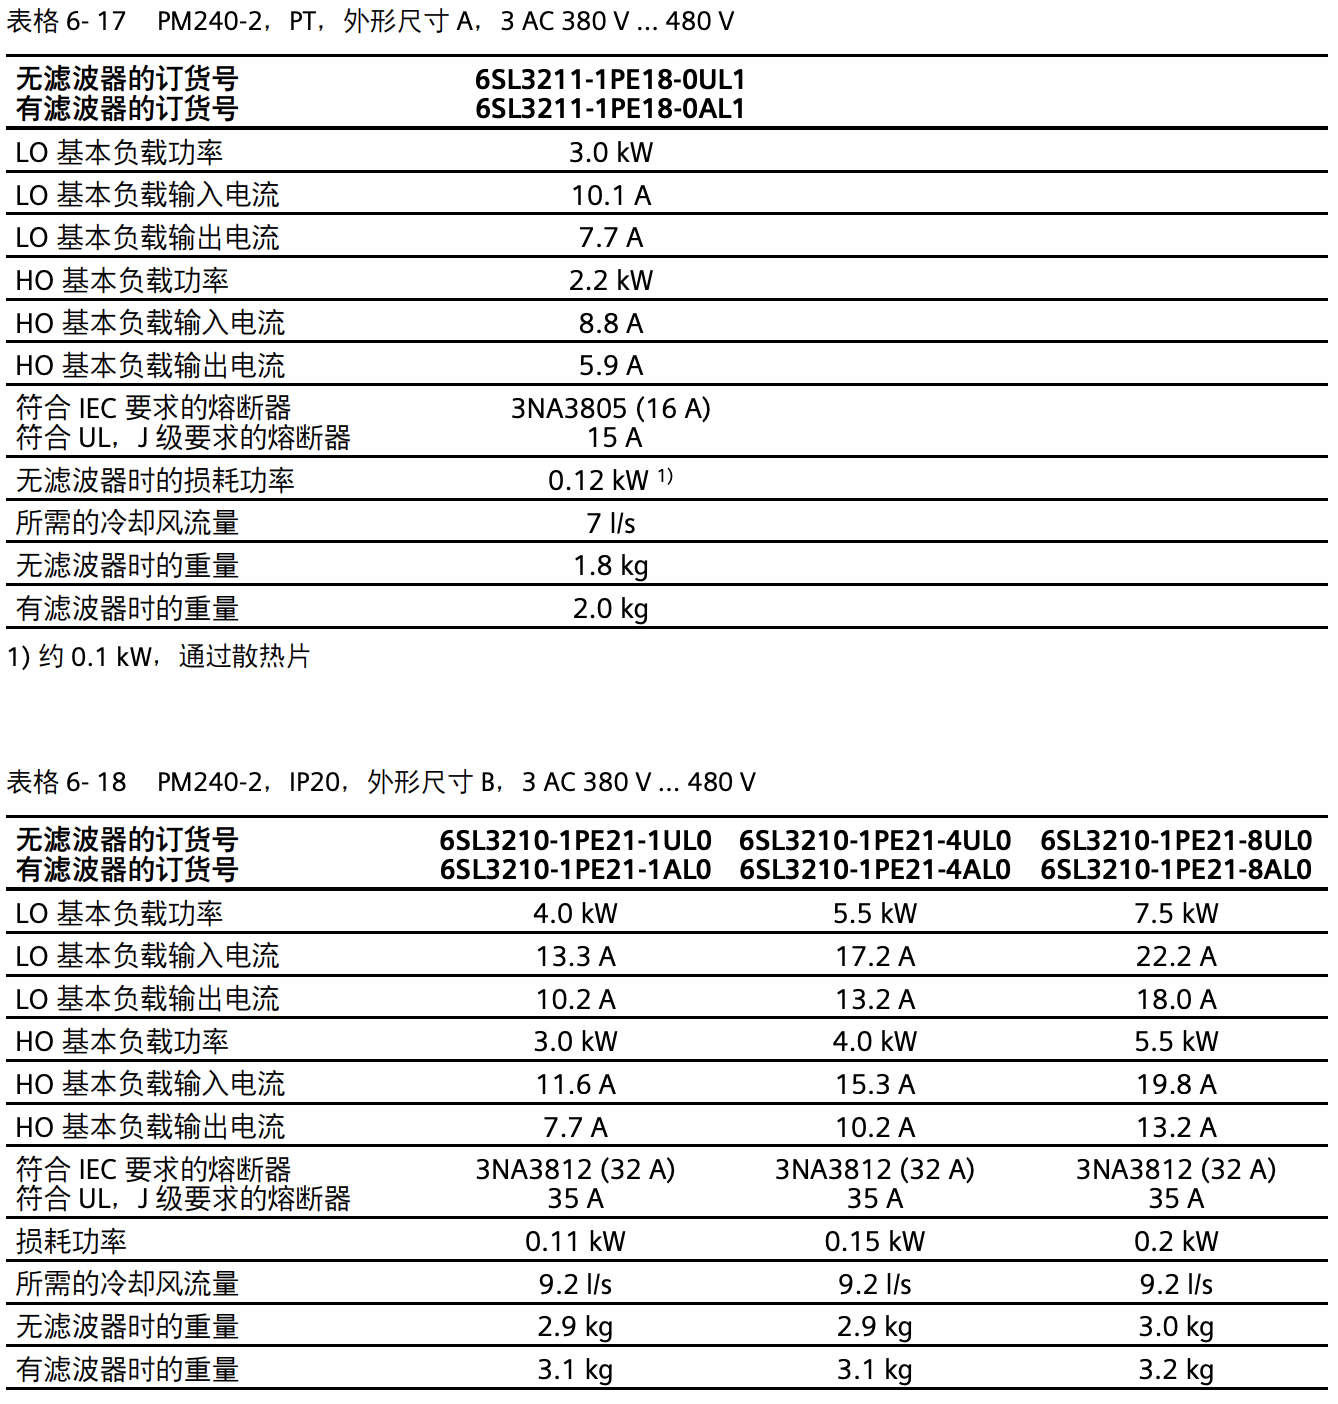 表格 6- 17 PM240-2，PT，外形尺寸 A，3 AC 380 V ... 480 V
无滤波器的订货号 6SL3211-1PE18-0UL1
有滤波器的订货号 6SL3211-1PE18-0AL1
LO 基本负载功率 3.0 kW
LO 基本负载输入电流 10.1 A
LO 基本负载输出电流 7.7 A
HO 基本负载功率 2.2 kW
HO 基本负载输入电流 8.8 A
HO 基本负载输出电流 5.9 A
符合 IEC 要求的熔断器 3NA3805 (16 A)
符合 UL，J 级要求的熔断器 15 A
无滤波器时的损耗功率 0.12 kW 1)
所需的冷却风流量 7 l/s
无滤波器时的重量 1.8 kg
有滤波器时的重量 2.0 kg
1) 约 0.1 kW，通过散热片
表格 6- 18 PM240-2，IP20，外形尺寸 B，3 AC 380 V ... 480 V
无滤波器的订货号 6SL3210-1PE21-1UL0 6SL3210-1PE21-4UL0 6SL3210-1PE21-8UL0
有滤波器的订货号 6SL3210-1PE21-1AL0 6SL3210-1PE21-4AL0 6SL3210-1PE21-8AL0
LO 基本负载功率 4.0 kW 5.5 kW 7.5 kW
LO 基本负载输入电流 13.3 A 17.2 A 22.2 A
LO 基本负载输出电流 10.2 A 13.2 A 18.0 A
HO 基本负载功率 3.0 kW 4.0 kW 5.5 kW
HO 基本负载输入电流 11.6 A 15.3 A 19.8 A
HO 基本负载输出电流 7.7 A 10.2 A 13.2 A
符合 IEC 要求的熔断器 3NA3812 (32 A) 3NA3812 (32 A) 3NA3812 (32 A)
符合 UL，J 级要求的熔断器 35 A 35 A 35 A
损耗功率 0.11 kW 0.15 kW 0.2 kW
所需的冷却风流量 9.2 l/s 9.2 l/s 9.2 l/s
无滤波器时的重量 2.9 kg 2.9 kg 3.0 kg
有滤波器时的重量 3.1 kg 3.1 kg 3.2 kg